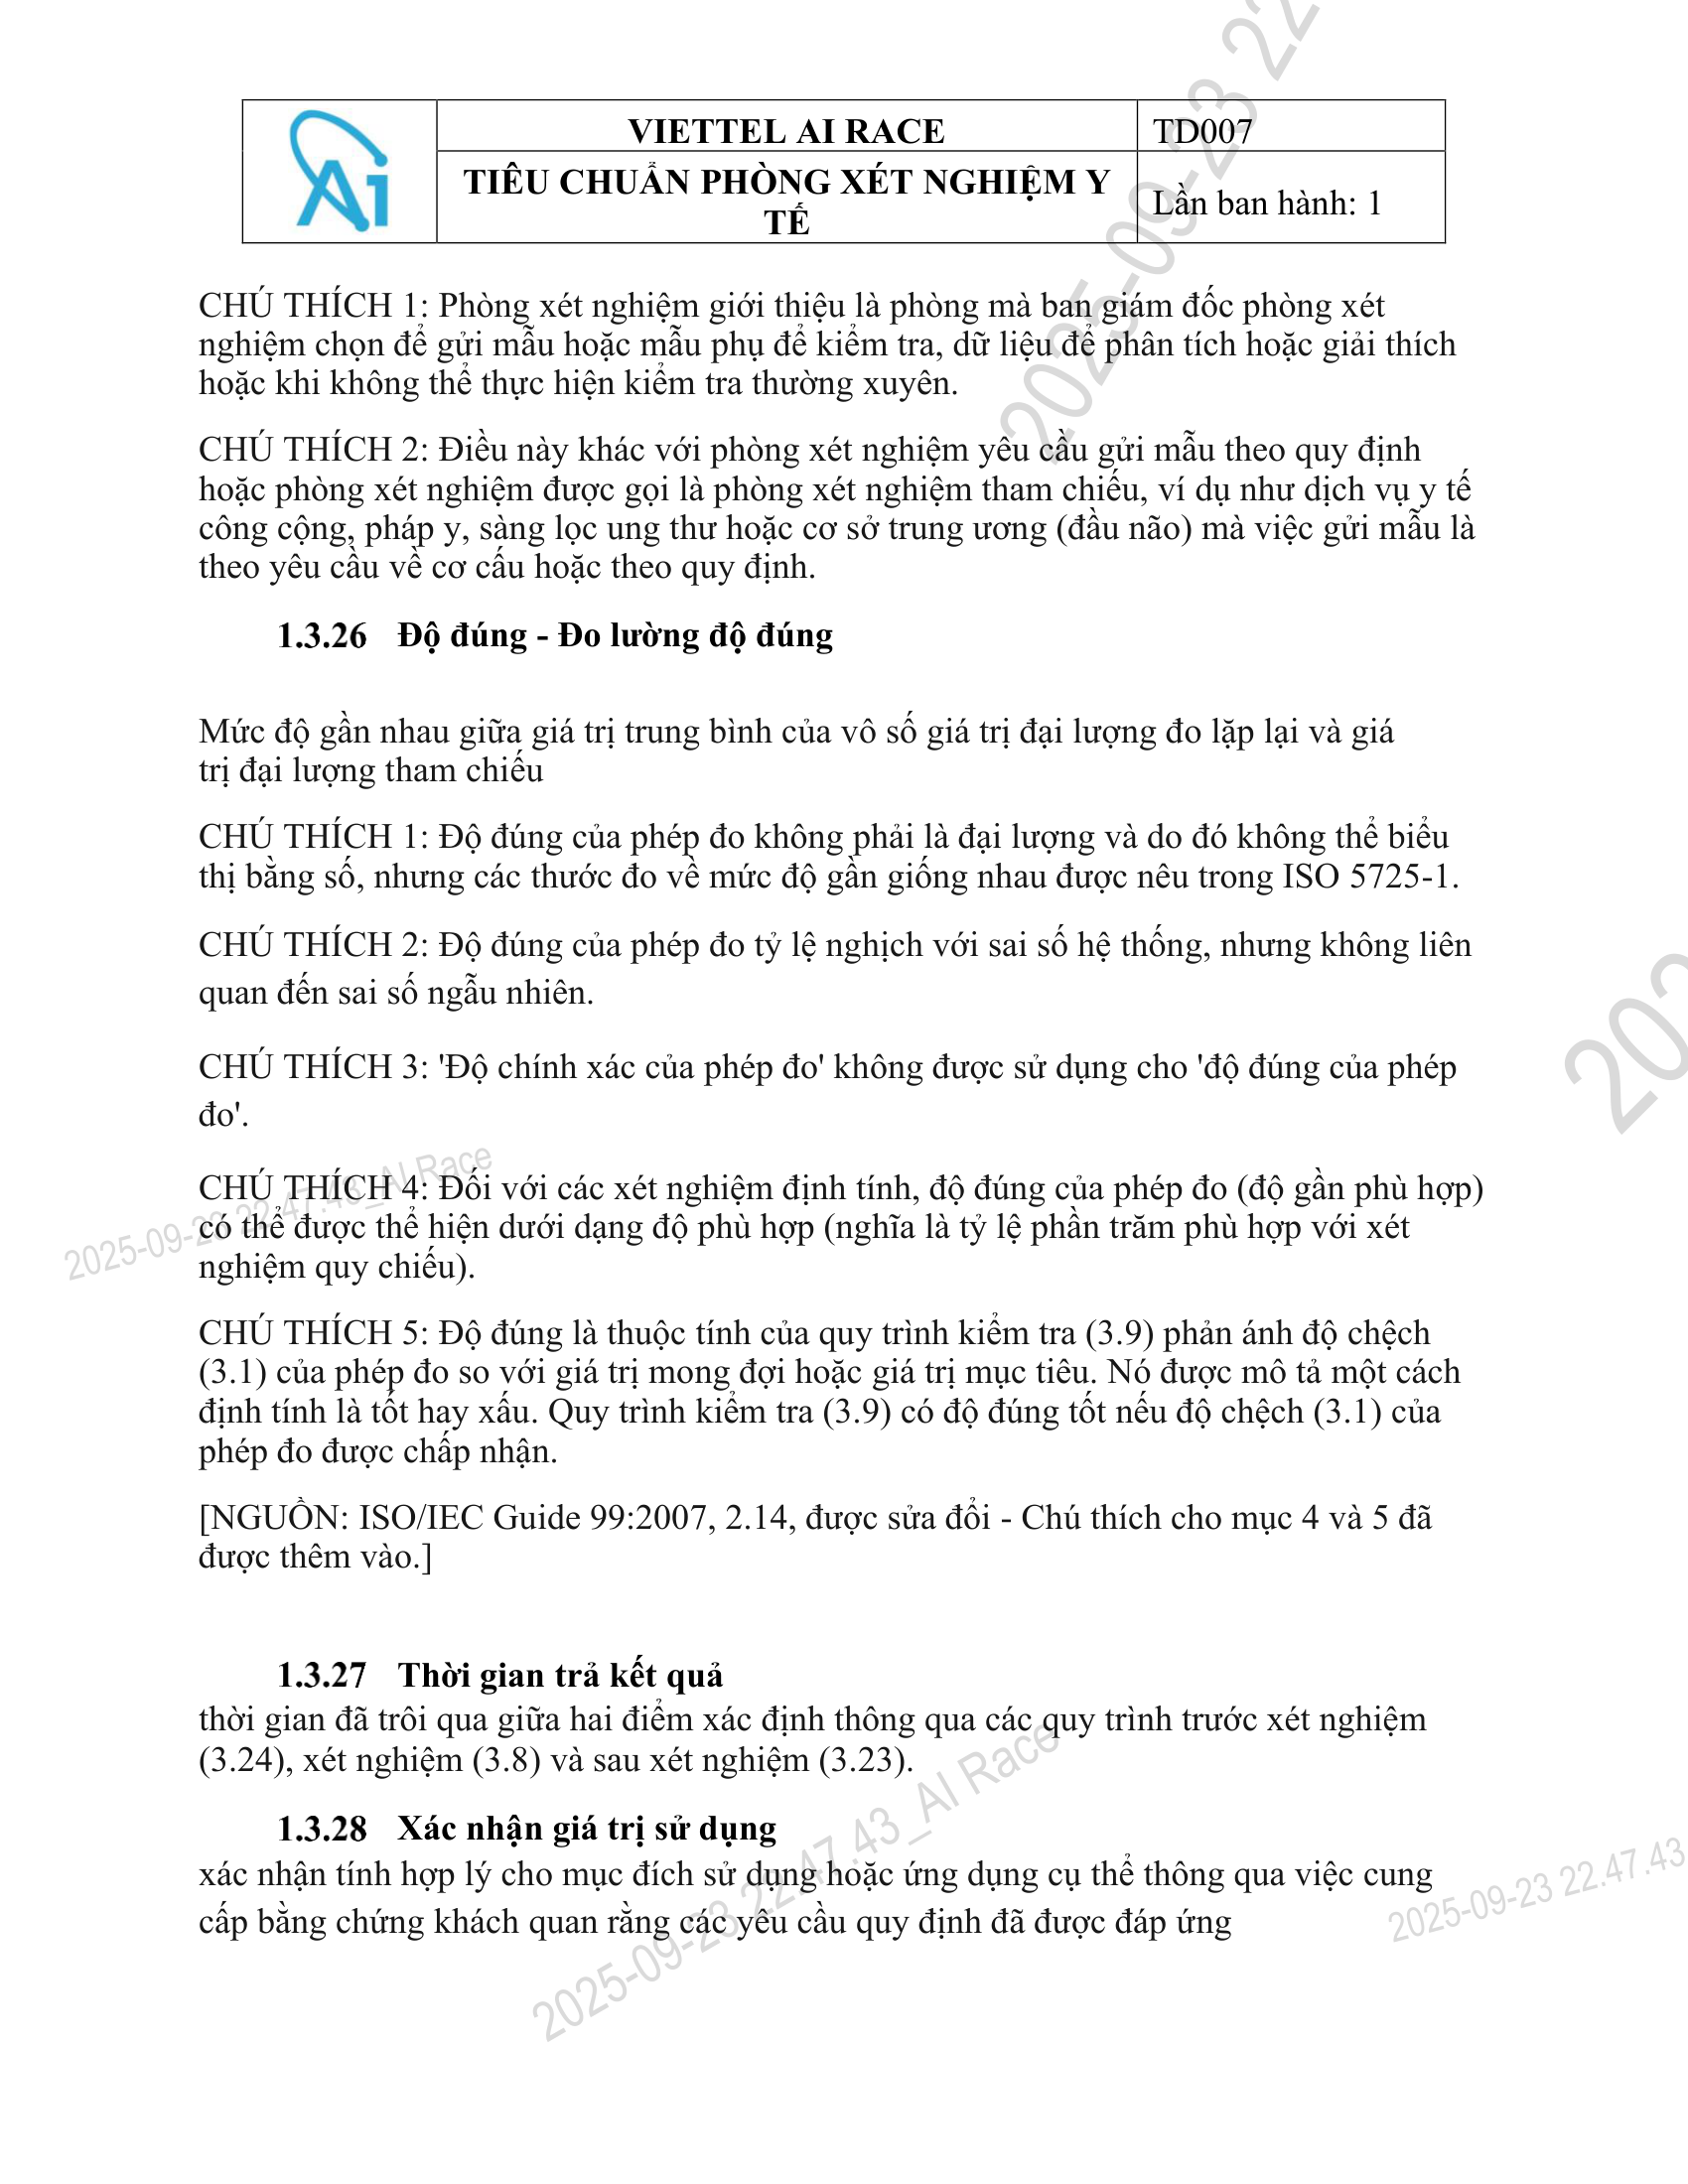 Ai
VIETTEL AI RACE
TD007
TIÊU CHUẨN PHÒNG XÉT NGHIỆM Y
TẾ
Lần ban hành: 1
CHÚ THÍCH 1: Phòng xét nghiệm giới thiệu là phòng mà ban giám đốc phòng xét
nghiệm chọn để gửi mẫu hoặc mẫu phụ để kiểm tra, dữ liệu để phân tích hoặc giải thích
hoặc khi không thể thực hiện kiểm tra thường xuyên.
CHÚ THÍCH 2: Điều này khác với phòng xét nghiệm yêu cầu gửi mẫu theo quy định
hoặc phòng xét nghiệm được gọi là phòng xét nghiệm tham chiếu, ví dụ như dịch vụ y tế
công cộng, pháp y, sàng lọc ung thư hoặc cơ sở trung ương (đầu não) mà việc gửi mẫu là
theo yêu cầu về cơ cấu hoặc theo quy định.
1.3.26 Độ đúng - Đo lường độ đúng
Mức độ gần nhau giữa giá trị trung bình của vô số giá trị đại lượng đo lặp lại và giá
trị đại lượng tham chiếu
CHÚ THÍCH 1: Độ đúng của phép đo không phải là đại lượng và do đó không thể biểu
thị bằng số, nhưng các thước đo về mức độ gần giống nhau được nêu trong ISO 5725-1.
CHÚ THÍCH 2: Độ đúng của phép đo tỷ lệ nghịch với sai số hệ thống, nhưng không liên
quan đến sai số ngẫu nhiên.
CHÚ THÍCH 3: 'Độ chính xác của phép đo' không được sử dụng cho 'độ đúng của phép
đo'.
CHÚ THÍCH 4: Đối với các xét nghiệm định tính, độ đúng của phép đo (độ gần phù hợp)
có thể được thể hiện dưới dạng độ phù hợp (nghĩa là tỷ lệ phần trăm phù hợp với xét
nghiệm quy chiếu).
CHÚ THÍCH 5: Độ đúng là thuộc tính của quy trình kiểm tra (3.9) phản ánh độ chệch
(3.1) của phép đo so với giá trị mong đợi hoặc giá trị mục tiêu. Nó được mô tả một cách
định tính là tốt hay xấu. Quy trình kiểm tra (3.9) có độ đúng tốt nếu độ chệch (3.1) của
phép đo được chấp nhận.
[NGUỒN: ISO/IEC Guide 99:2007, 2.14, được sửa đổi - Chú thích cho mục 4 và 5 đã
được thêm vào.]
1.3.27 Thời gian trả kết quả
thời gian đã trôi qua giữa hai điểm xác định thông qua các quy trình trước xét nghiệm
(3.24), xét nghiệm (3.8) và sau xét nghiệm (3.23).
1.3.28 Xác nhận giá trị sử dụng
xác nhận tính hợp lý cho mục đích sử dụng hoặc ứng dụng cụ thể thông qua việc cung
cấp bằng chứng khách quan rằng các yêu cầu quy định đã được đáp ứng
2025-09-23 22
202
2025-09-23 22.47.43_AI Race
2025-09-23 22.47.43_AI Race
2025-09-23 22.47.43